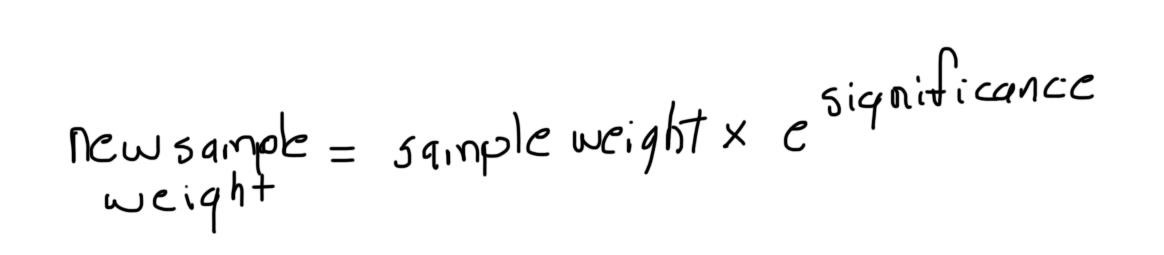 new sample = sample weight × e^significance
weight